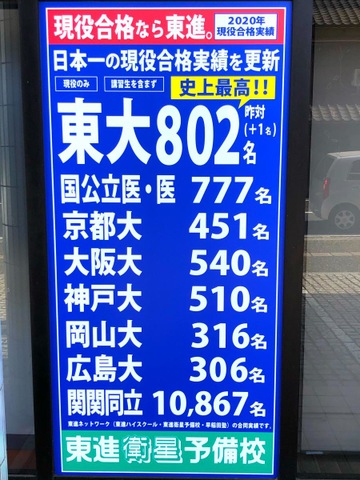 現役合格なら東進。
2020年
現役合格実績
日本一の現役合格実績を更新
現役のみ 講習生を含まず
史上最高!!
東大802名
昨対
(+1名)
国公立医・医 777名
京都大 451名
大阪大 540名
神戸大 510名
岡山大 316名
広島大 306名
関関同立 10,867名
東進ネットワーク(東進ハイスクール・東進衛星予備校・早稲田塾)の合同実績です。
東進衛星予備校